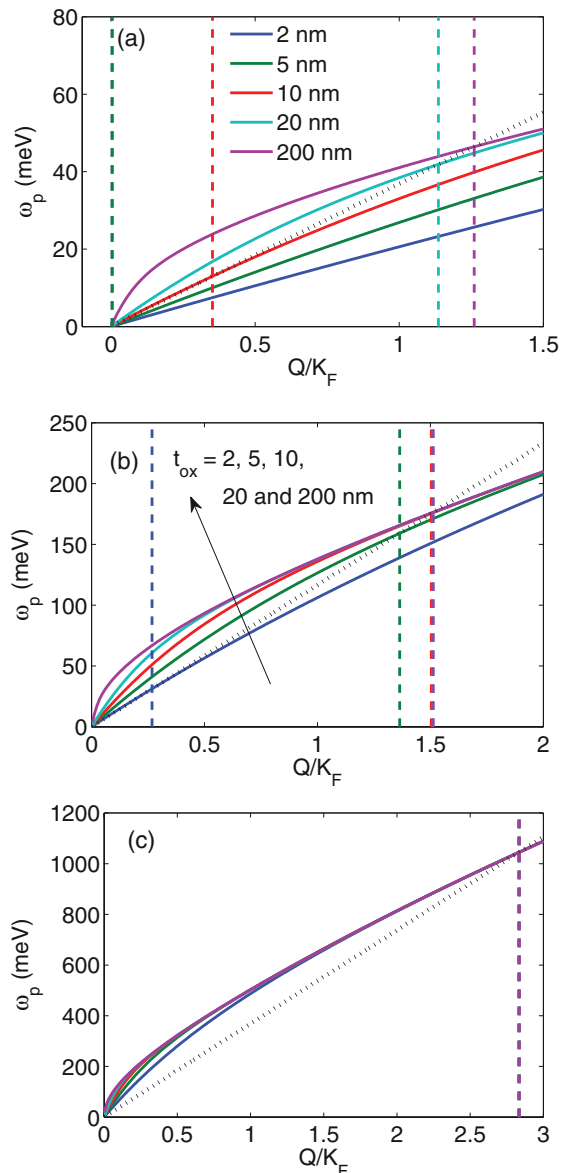 80
(a)
2 nm
5 nm
10 nm
20 nm
200 nm
60
40
20
0
ω_p (meV)
0 0.5 1 1.5
Q/K_F
250
(b)
t_ox = 2, 5, 10,
20 and 200 nm
200
150
100
50
0
ω_p (meV)
0 0.5 1 1.5 2
Q/K_F
1200
(c)
1000
800
600
400
200
0
ω_p (meV)
0 0.5 1 1.5 2 2.5 3
Q/K_F